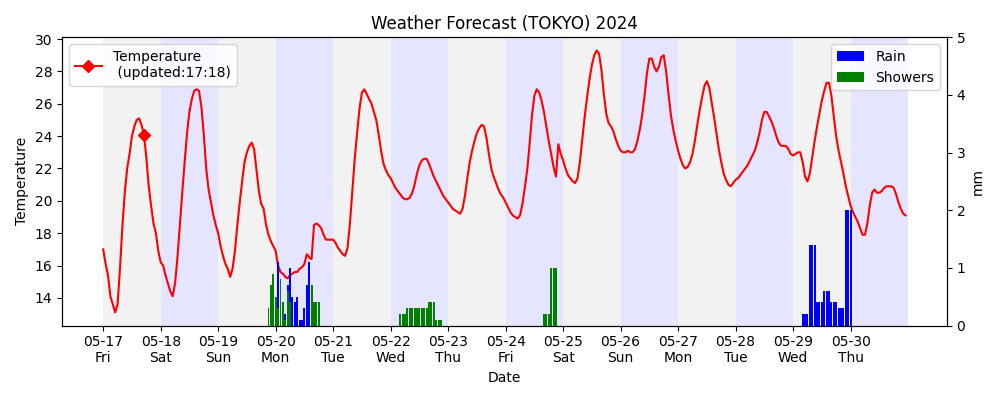 Weather Forecast (TOKYO) 2024
Temperature
(updated:17:18)
Rain
Showers
Temperature
30
28
26
24
22
20
18
16
14
5
4
3
2
1
0
mm
05-17 05-18 05-19 05-20 05-21 05-22 05-23 05-24 05-25 05-26 05-27 05-28 05-29 05-30
Fri Sat Sun Mon Tue Wed Thu Fri Sat Sun Mon Tue Wed Thu
Date